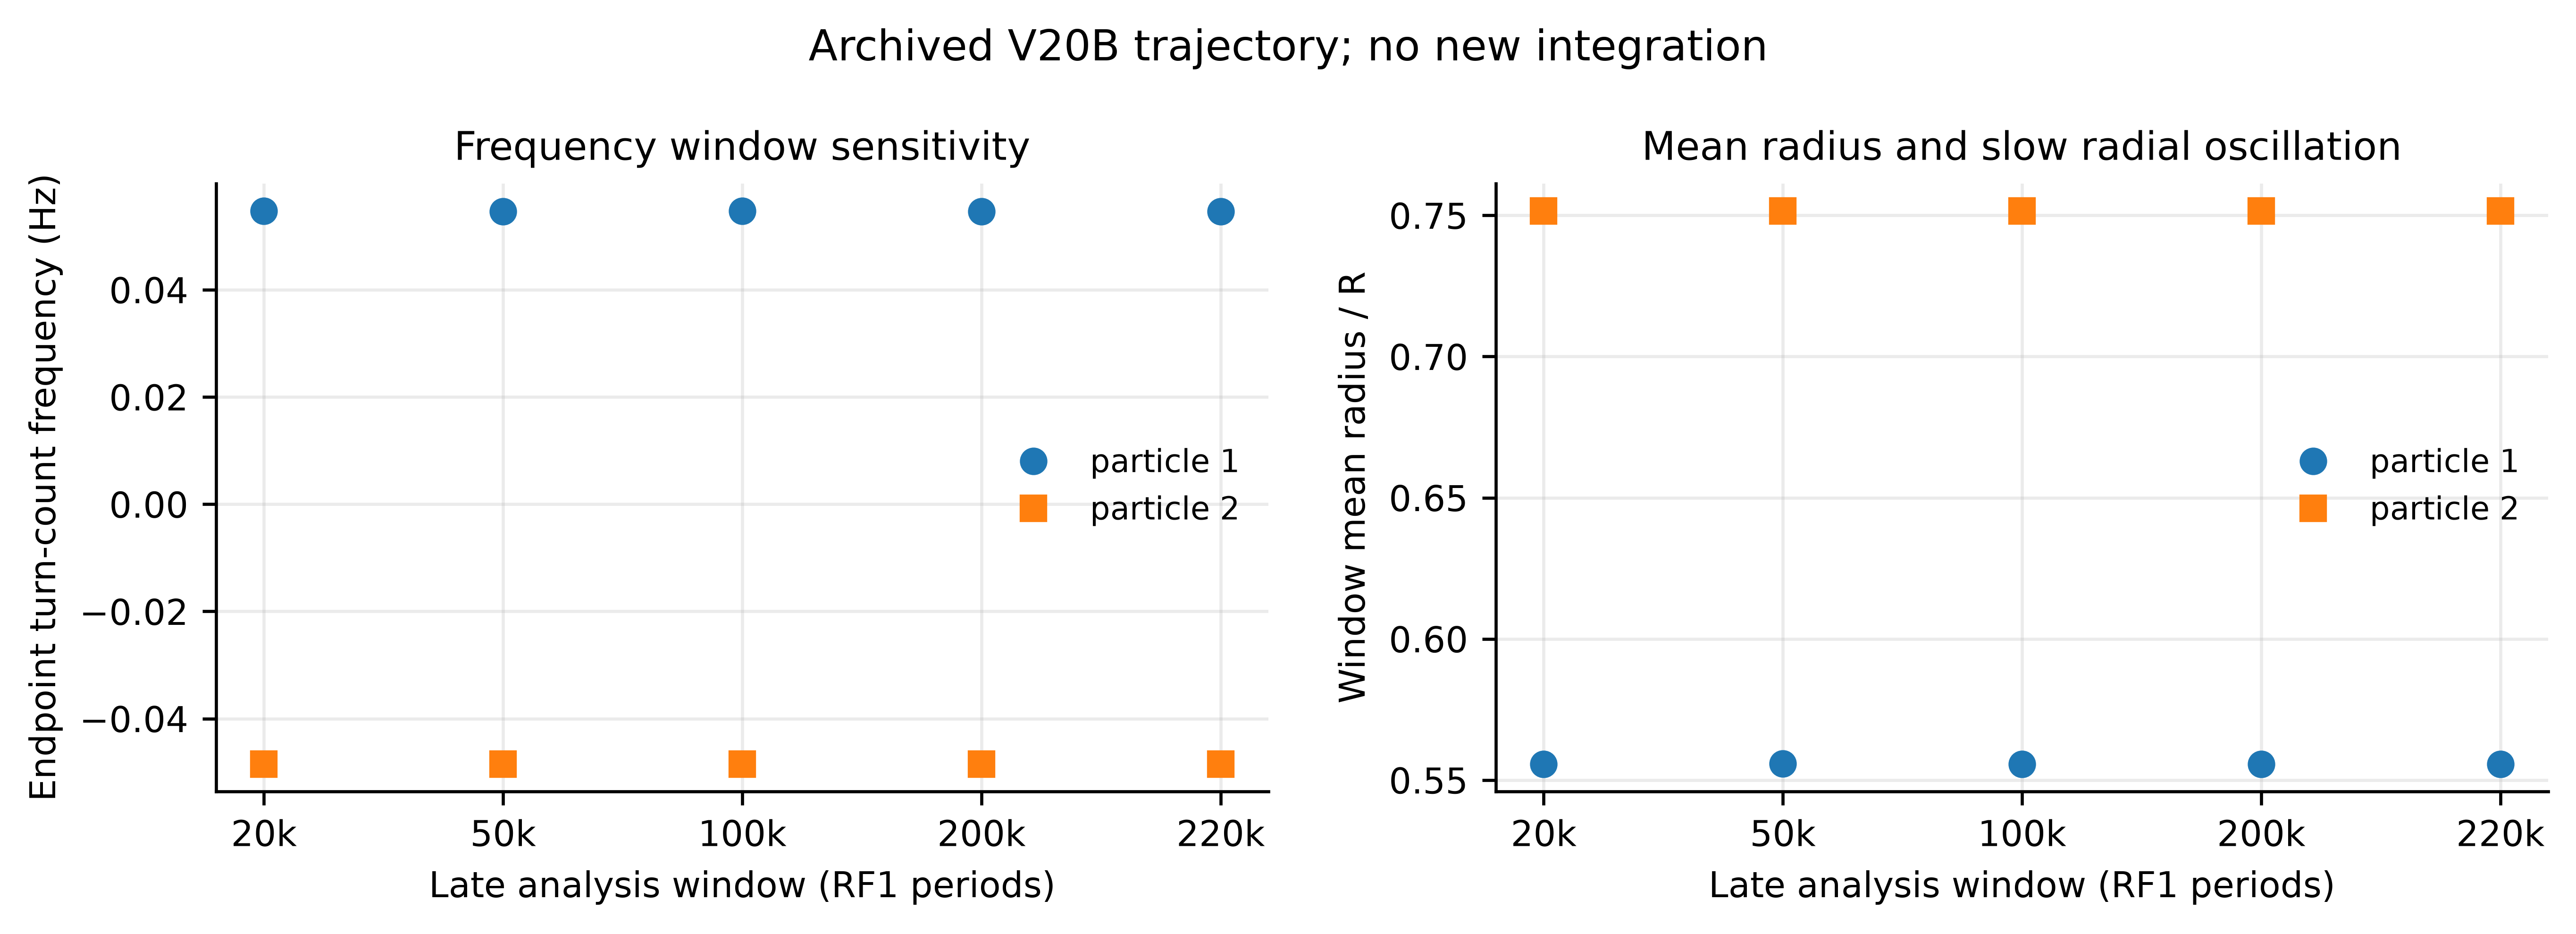 Archived V20B trajectory; no new integration
Frequency window sensitivity
Endpoint turn-count frequency (Hz)
0.04
0.02
0.00
−0.02
−0.04
particle 1
particle 2
20k 50k 100k 200k 220k
Late analysis window (RF1 periods)
Mean radius and slow radial oscillation
Window mean radius / R
0.75
0.70
0.65
0.60
0.55
particle 1
particle 2
20k 50k 100k 200k 220k
Late analysis window (RF1 periods)